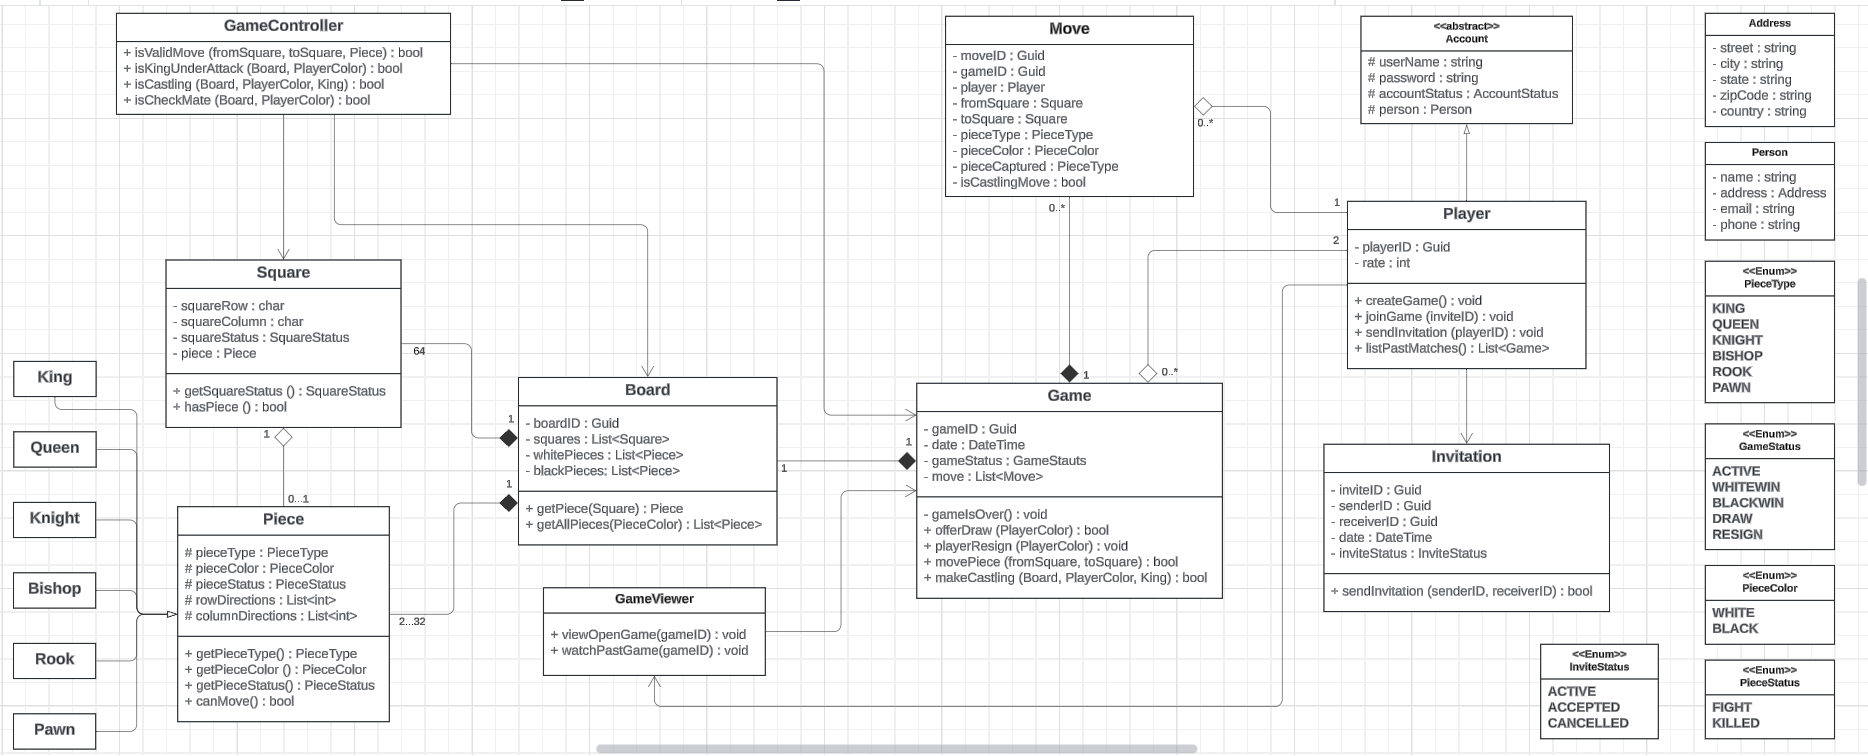 GameController
+ isValidMove (fromSquare, toSquare, Piece) : bool
+ isKingUnderAttack (Board, PlayerColor) : bool
+ isCastling (Board, PlayerColor, King) : bool
+ isCheckMate (Board, PlayerColor) : bool
Square
- squareRow : char
- squareColumn : char
- squareStatus : SquareStatus
- piece : Piece
+ getSquareStatus () : SquareStatus
+ hasPiece () : bool
64
1
0...1
King
Queen
Knight
Bishop
Rook
Pawn
Piece
# pieceType : PieceType
# pieceColor : PieceColor
# pieceStatus : PieceStatus
# rowDirections : List<int>
# columnDirections : List<int>
+ getPieceType() : PieceType
+ getPieceColor () : PieceColor
+ getPieceStatus() : PieceStatus
+ canMove() : bool
2...32
1
1
Board
- boardID : Guid
- squares : List<Square>
- whitePieces : List<Piece>
- blackPieces: List<Piece>
+ getPiece(Square) : Piece
+ getAllPieces(PieceColor) : List<Piece>
1
1
GameViewer
+ viewOpenGame(gameID) : void
+ watchPastGame(gameID) : void
Move
- moveID : Guid
- gameID : Guid
- player : Player
- fromSquare : Square
- toSquare : Square
- pieceType : PieceType
- pieceColor : PieceColor
- pieceCaptured : PieceType
- isCastlingMove : bool
0..*
0..*
1
0..*
Game
- gameID : Guid
- date : DateTime
- gameStatus : GameStauts
- move : List<Move>
- gameIsOver() : void
+ offerDraw (PlayerColor) : bool
+ playerResign (PlayerColor) : void
+ movePiece (fromSquare, toSquare) : bool
+ makeCastling (Board, PlayerColor, King) : bool
<<abstract>>
Account
# userName : string
# password : string
# accountStatus : AccountStatus
# person : Person
1
2
Player
- playerID : Guid
- rate : int
+ createGame() : void
+ joinGame (inviteID) : void
+ sendInvitation (playerID) : void
+ listPastMatches() : List<Game>
Invitation
- inviteID : Guid
- senderID : Guid
- receiverID : Guid
- date : DateTime
- inviteStatus : InviteStatus
+ sendInvitation (senderID, receiverID) : bool
<<Enum>>
InviteStatus
ACTIVE
ACCEPTED
CANCELLED
Address
- street : string
- city : string
- state : string
- zipCode : string
- country : string
Person
- name : string
- address : Address
- email : string
- phone : string
<<Enum>>
PieceType
KING
QUEEN
KNIGHT
BISHOP
ROOK
PAWN
<<Enum>>
GameStatus
ACTIVE
WHITEWIN
BLACKWIN
DRAW
RESIGN
<<Enum>>
PieceColor
WHITE
BLACK
<<Enum>>
PieceStatus
FIGHT
KILLED